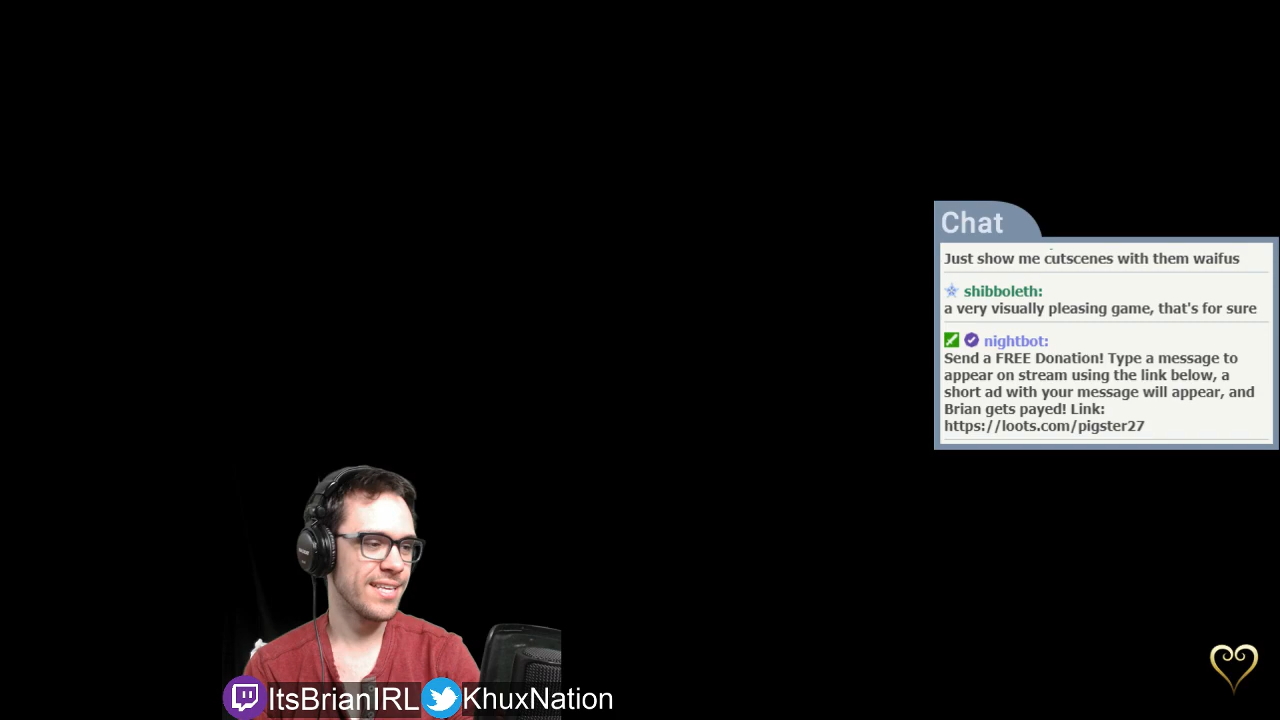 Chat
Just show me cutscenes with them waifus
shibboleth:
a very visually pleasing game, that's for sure
nightbot:
Send a FREE Donation! Type a message to
appear on stream using the link below, a
short ad with your message will appear, and
Brian gets payed! Link:
https://loots.com/pigster27
ItsBrianIRL KhuxNation